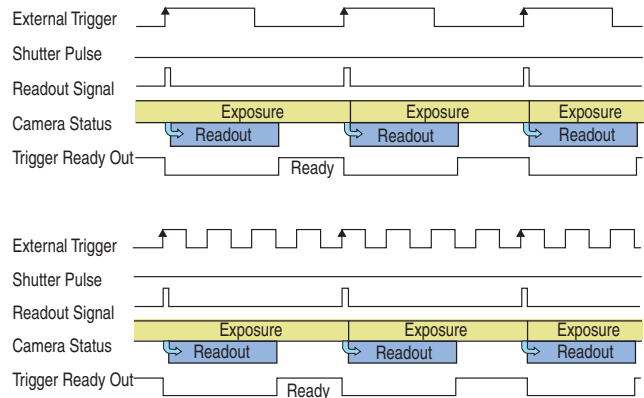 External Trigger
Shutter Pulse
Readout Signal
Exposure Exposure Exposure
Camera Status
Readout Readout Readout
Trigger Ready Out
Ready
External Trigger
Shutter Pulse
Readout Signal
Exposure Exposure Exposure
Camera Status
Readout Readout Readout
Trigger Ready Out
Ready